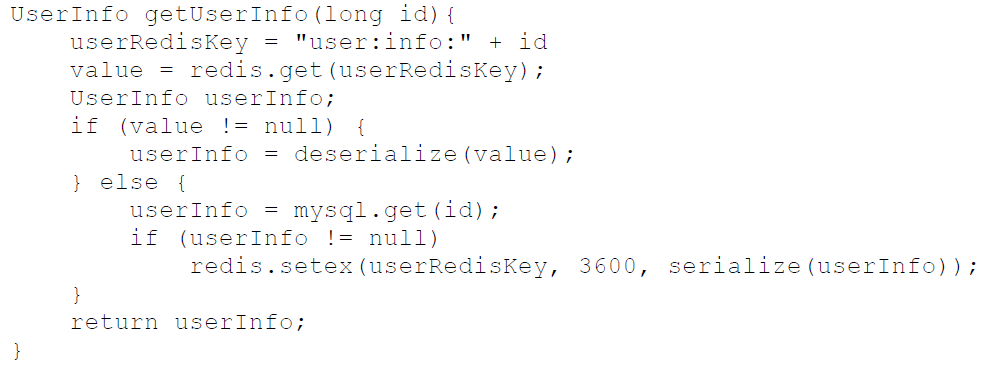 UserInfo getUserInfo(long id){
    userRedisKey = "user:info:" + id
    value = redis.get(userRedisKey);
    UserInfo userInfo;
    if (value != null) {
        userInfo = deserialize(value);
    } else {
        userInfo = mysql.get(id);
        if (userInfo != null)
            redis.setex(userRedisKey, 3600, serialize(userInfo));
    }
    return userInfo;
}